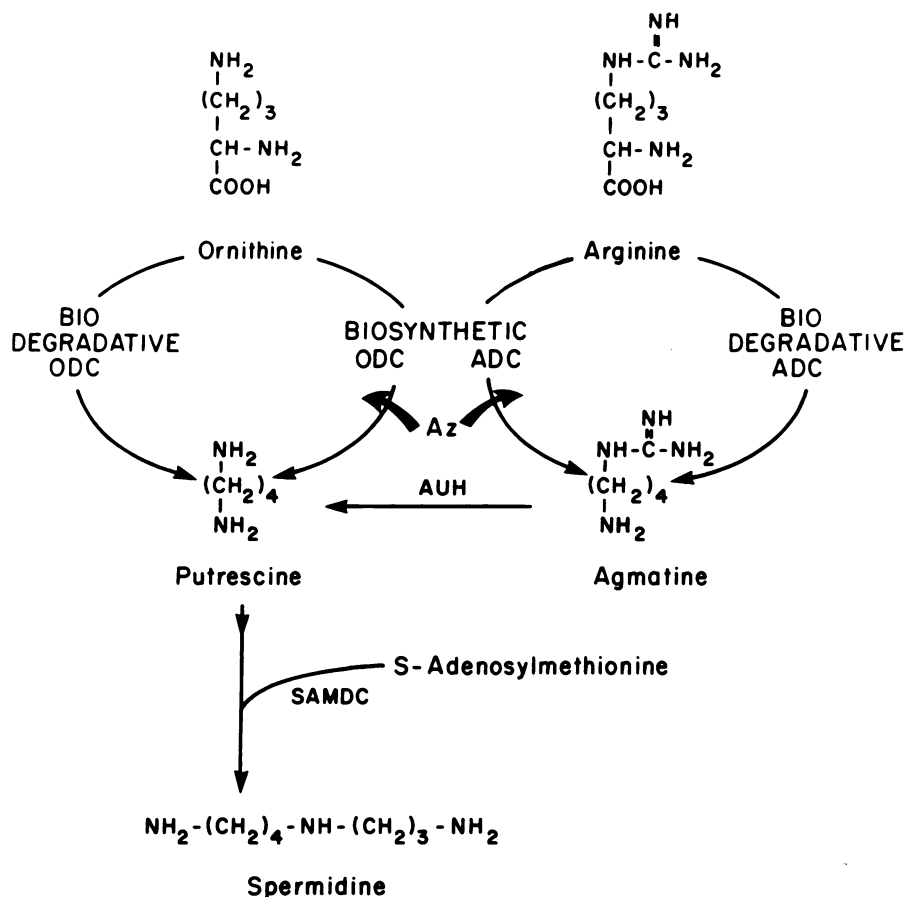 NH₂
(CH₂)₃
CH-NH₂
COOH
Ornithine
NH
NH-C-NH₂
(CH₂)₃
CH-NH₂
COOH
Arginine
BIO
DEGRADATIVE
ODC
BIOSYNTHETIC
ODC ADC
BIO
DEGRADATIVE
ADC
Az
NH₂
(CH₂)₄
NH₂
Putrescine
AUH
NH
NH-C-NH₂
(CH₂)₄
NH₂
Agmatine
S-Adenosylmethionine
SAMDC
NH₂-(CH₂)₄-NH-(CH₂)₃-NH₂
Spermidine